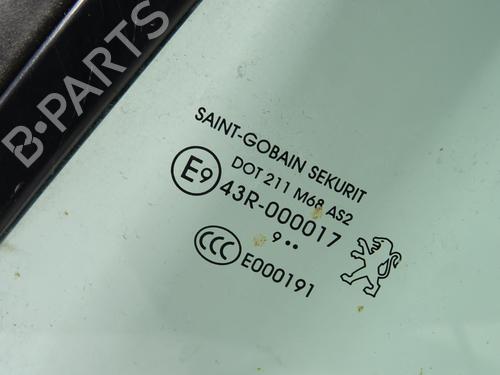 B-PARTS
SAINT-GOBAIN SEKURIT
DOT 211 M68 AS2
E9 43R-000017
9 ••
CCC E000191